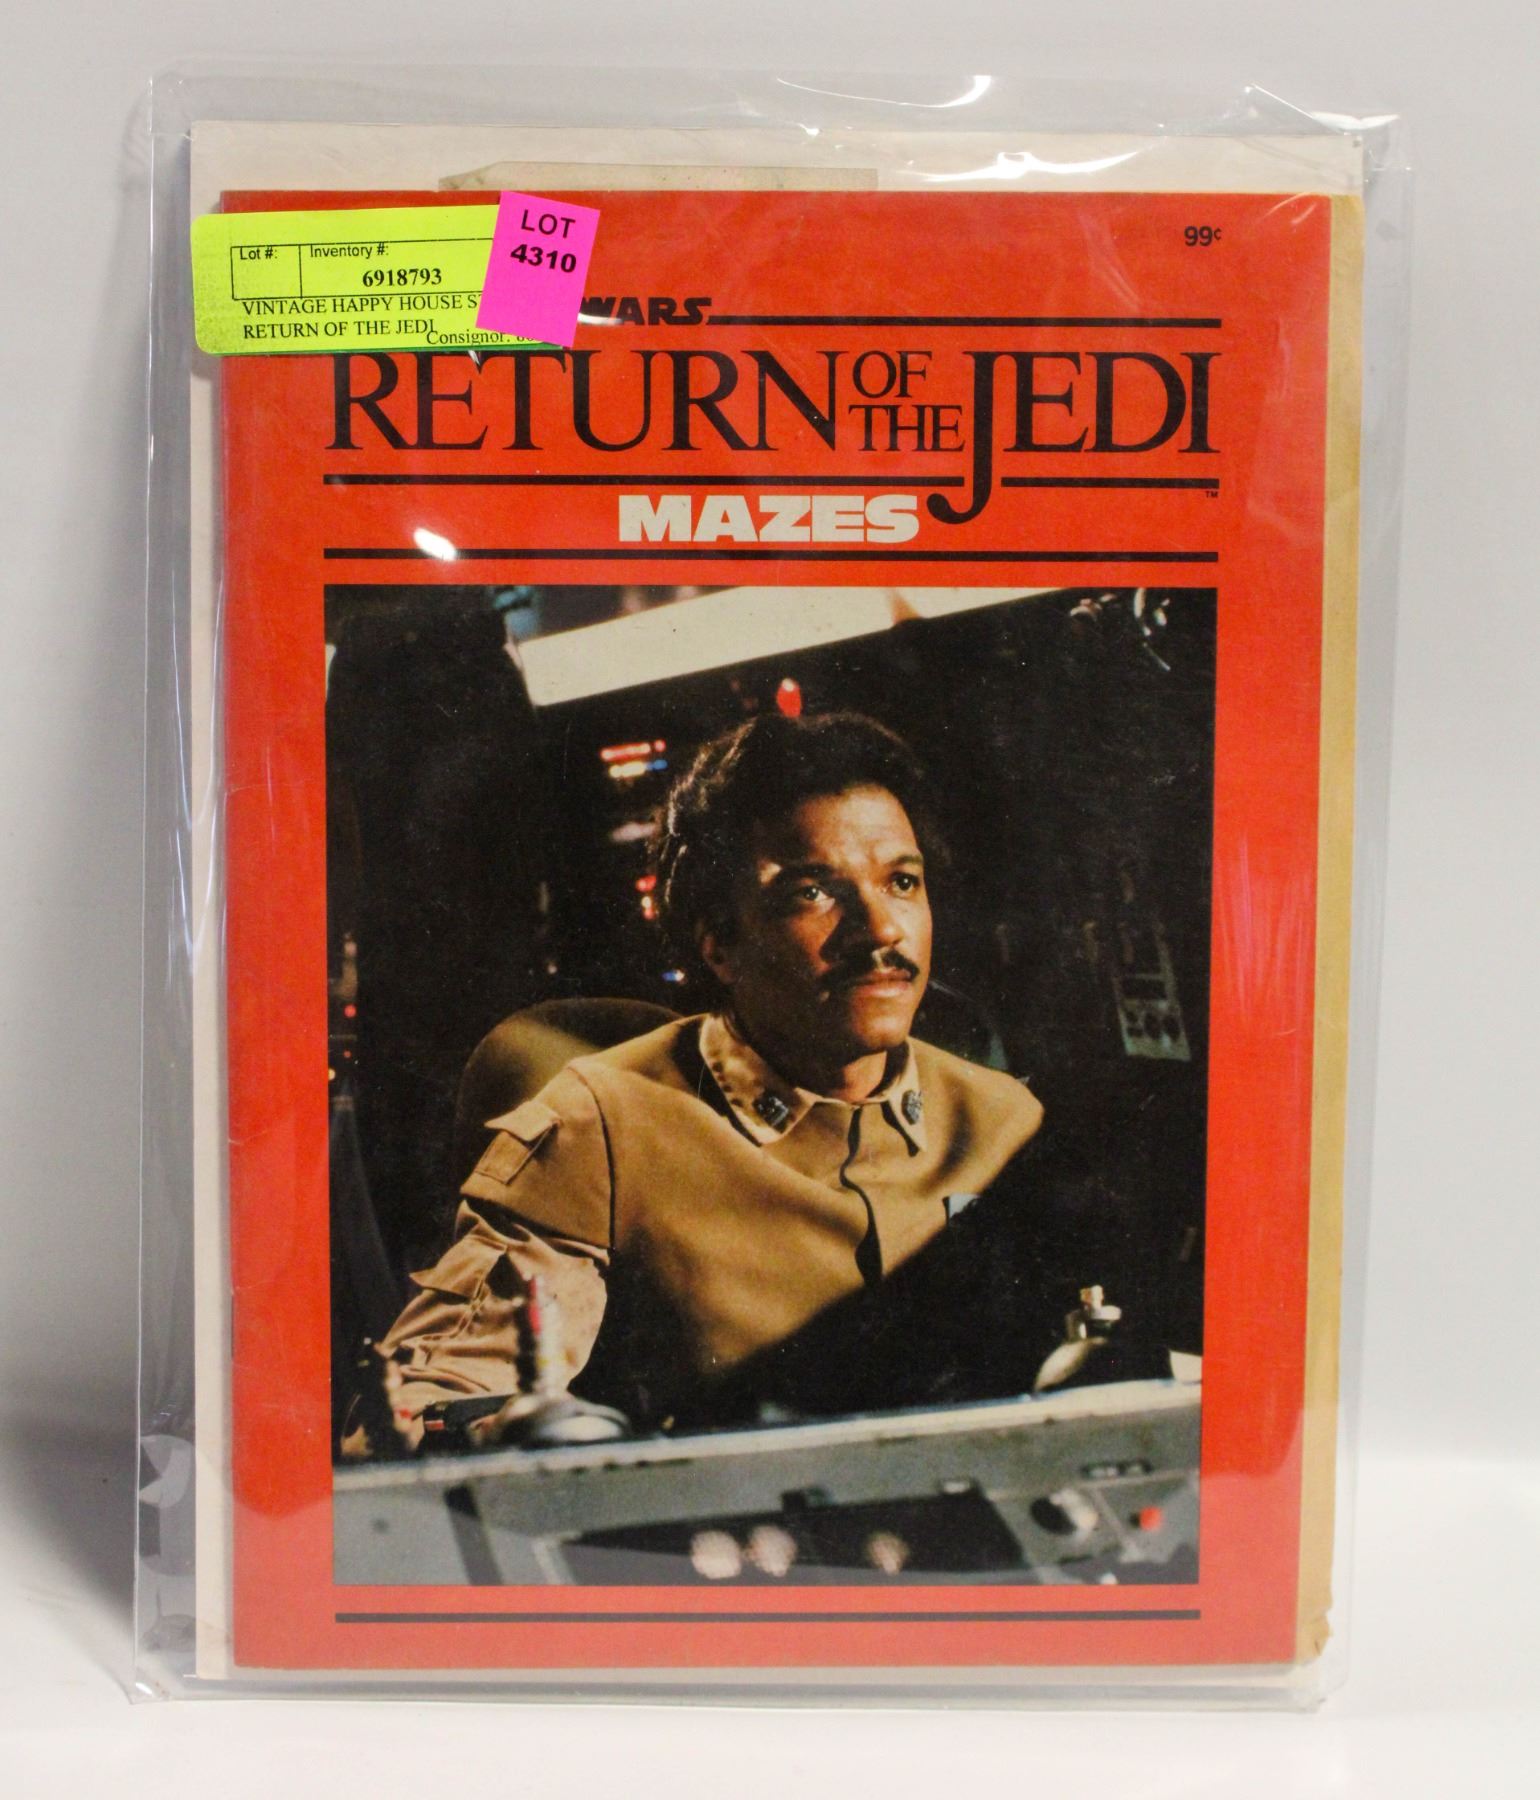 LOT
4310
Lot #: Inventory #:
6918793
VINTAGE HAPPY HOUSE
RETURN OF THE JEDI
Consignor:
99¢
WARS
RETURN OF THE JEDI
™
MAZES